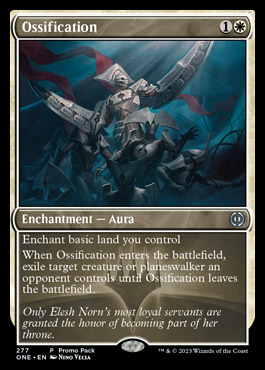 Ossification
1
Enchantment — Aura
Enchant basic land you control
When Ossification enters the battlefield,
exile target creature or planeswalker an
opponent controls until Ossification leaves
the battlefield.
Only Elesh Norn's most loyal servants are
granted the honor of becoming part of her
throne.
277 P Promo Pack
ONE • EN Nino Vecia
™ & © 2023 Wizards of the Coast